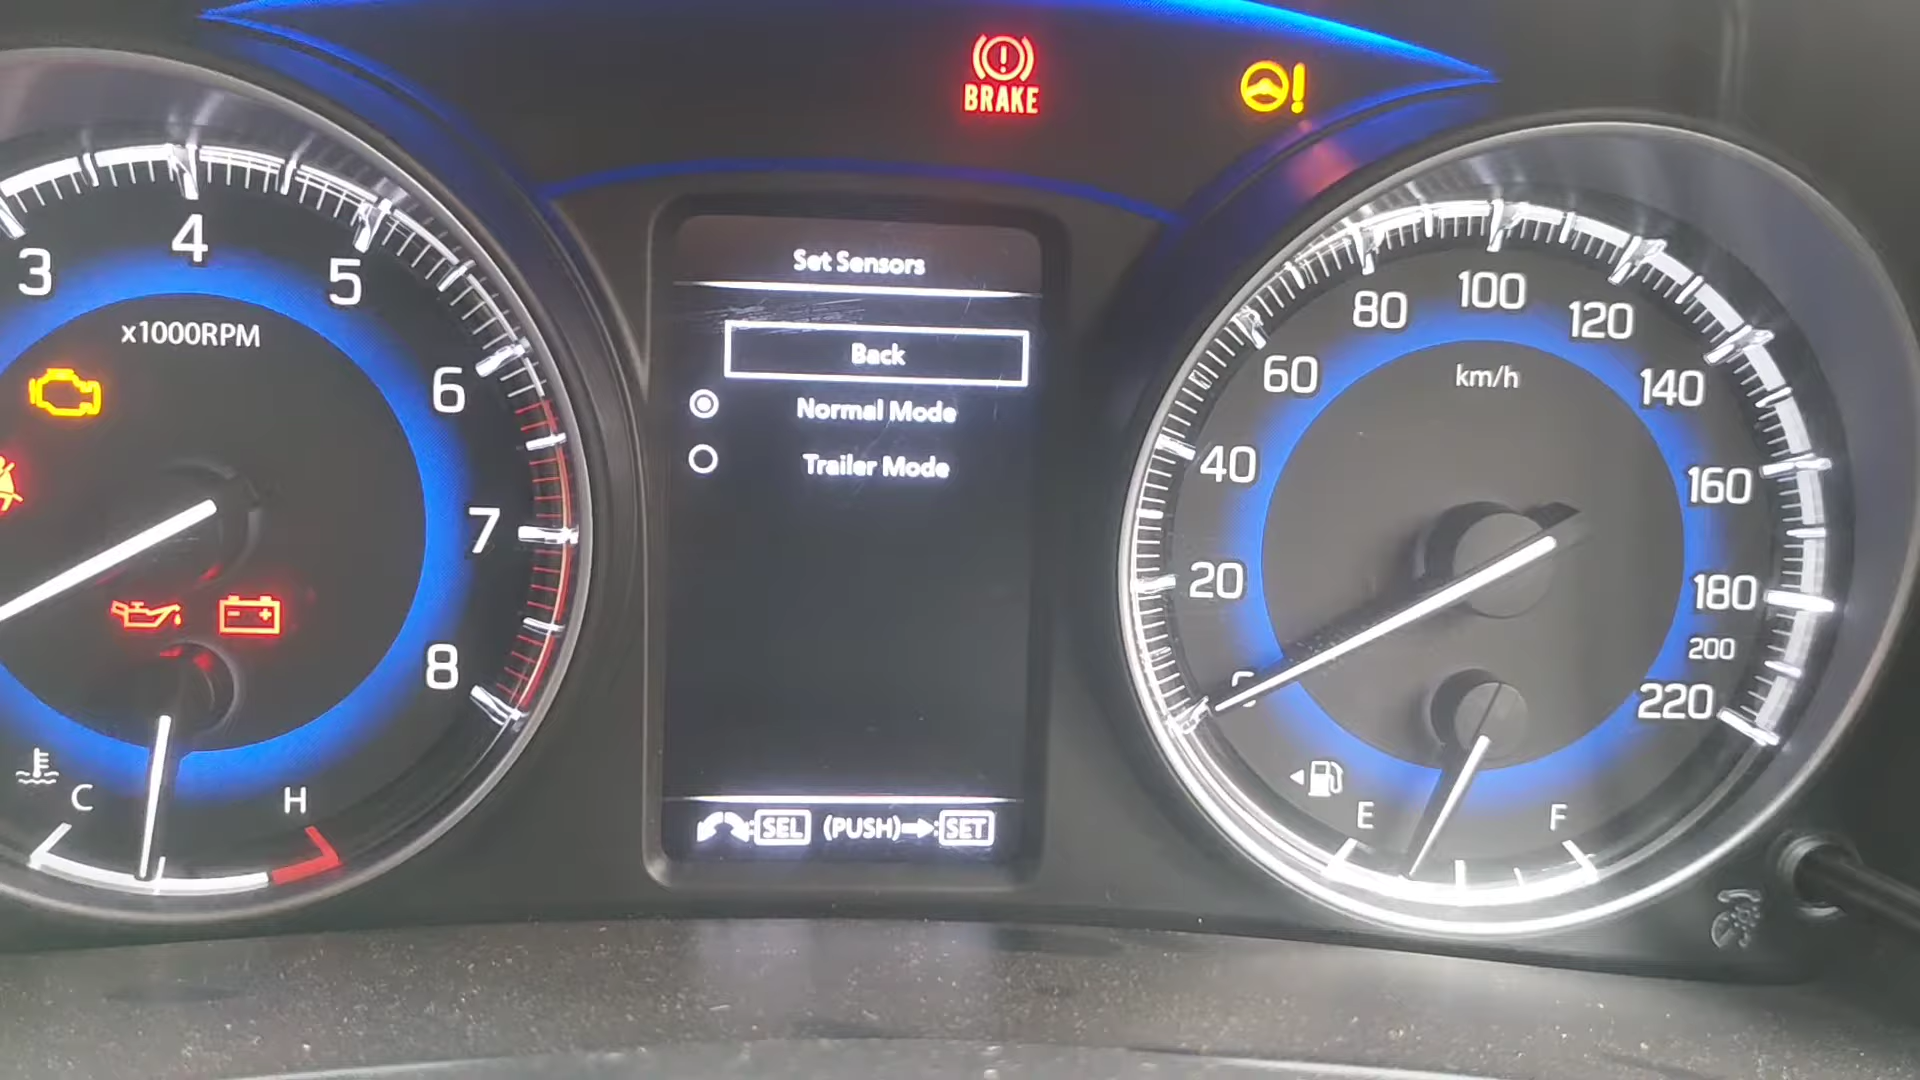 BRAKE
3
4
5
6
7
8
x1000RPM
C
H
Set Sensors
Back
Normal Mode
Trailer Mode
:SEL (PUSH):SET
20
40
60
80
100
120
140
160
180
200
220
km/h
E
F